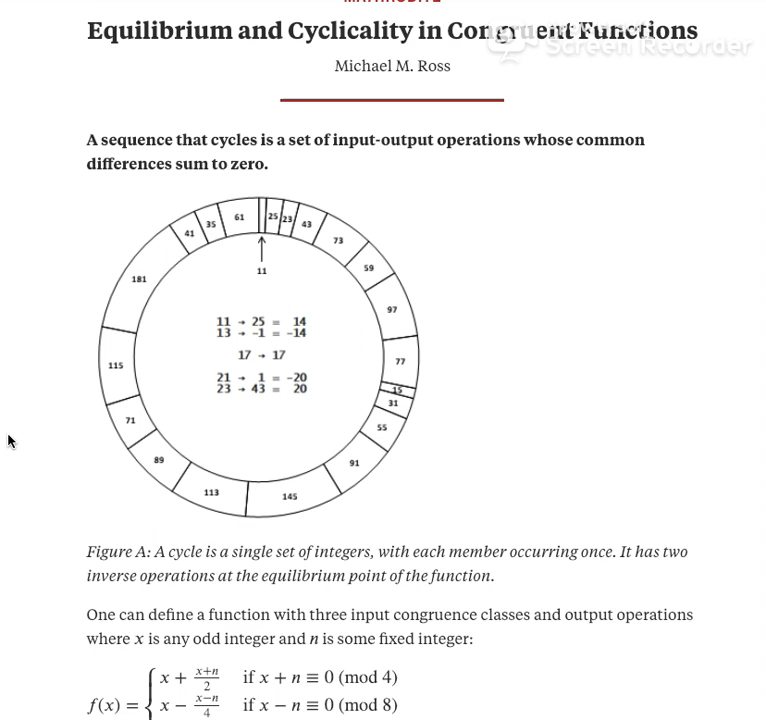 Equilibrium and Cyclicality in Congruent Functions
Screen Recorder
Michael M. Ross
A sequence that cycles is a set of input-output operations whose common
differences sum to zero.
61
25
23
43
35
41
73
59
181
11
97
11 → 25 = 14
13 → -1 = -14
17 → 17
21 → 1 = -20
23 → 43 = 20
115
77
15
31
71
55
89
91
113
145
Figure A: A cycle is a single set of integers, with each member occurring once. It has two
inverse operations at the equilibrium point of the function.
One can define a function with three input congruence classes and output operations
where x is any odd integer and n is some fixed integer:
f(x) = { x + (x+n)/2 if x + n ≡ 0 (mod 4)
x − (x−n)/4 if x − n ≡ 0 (mod 8)